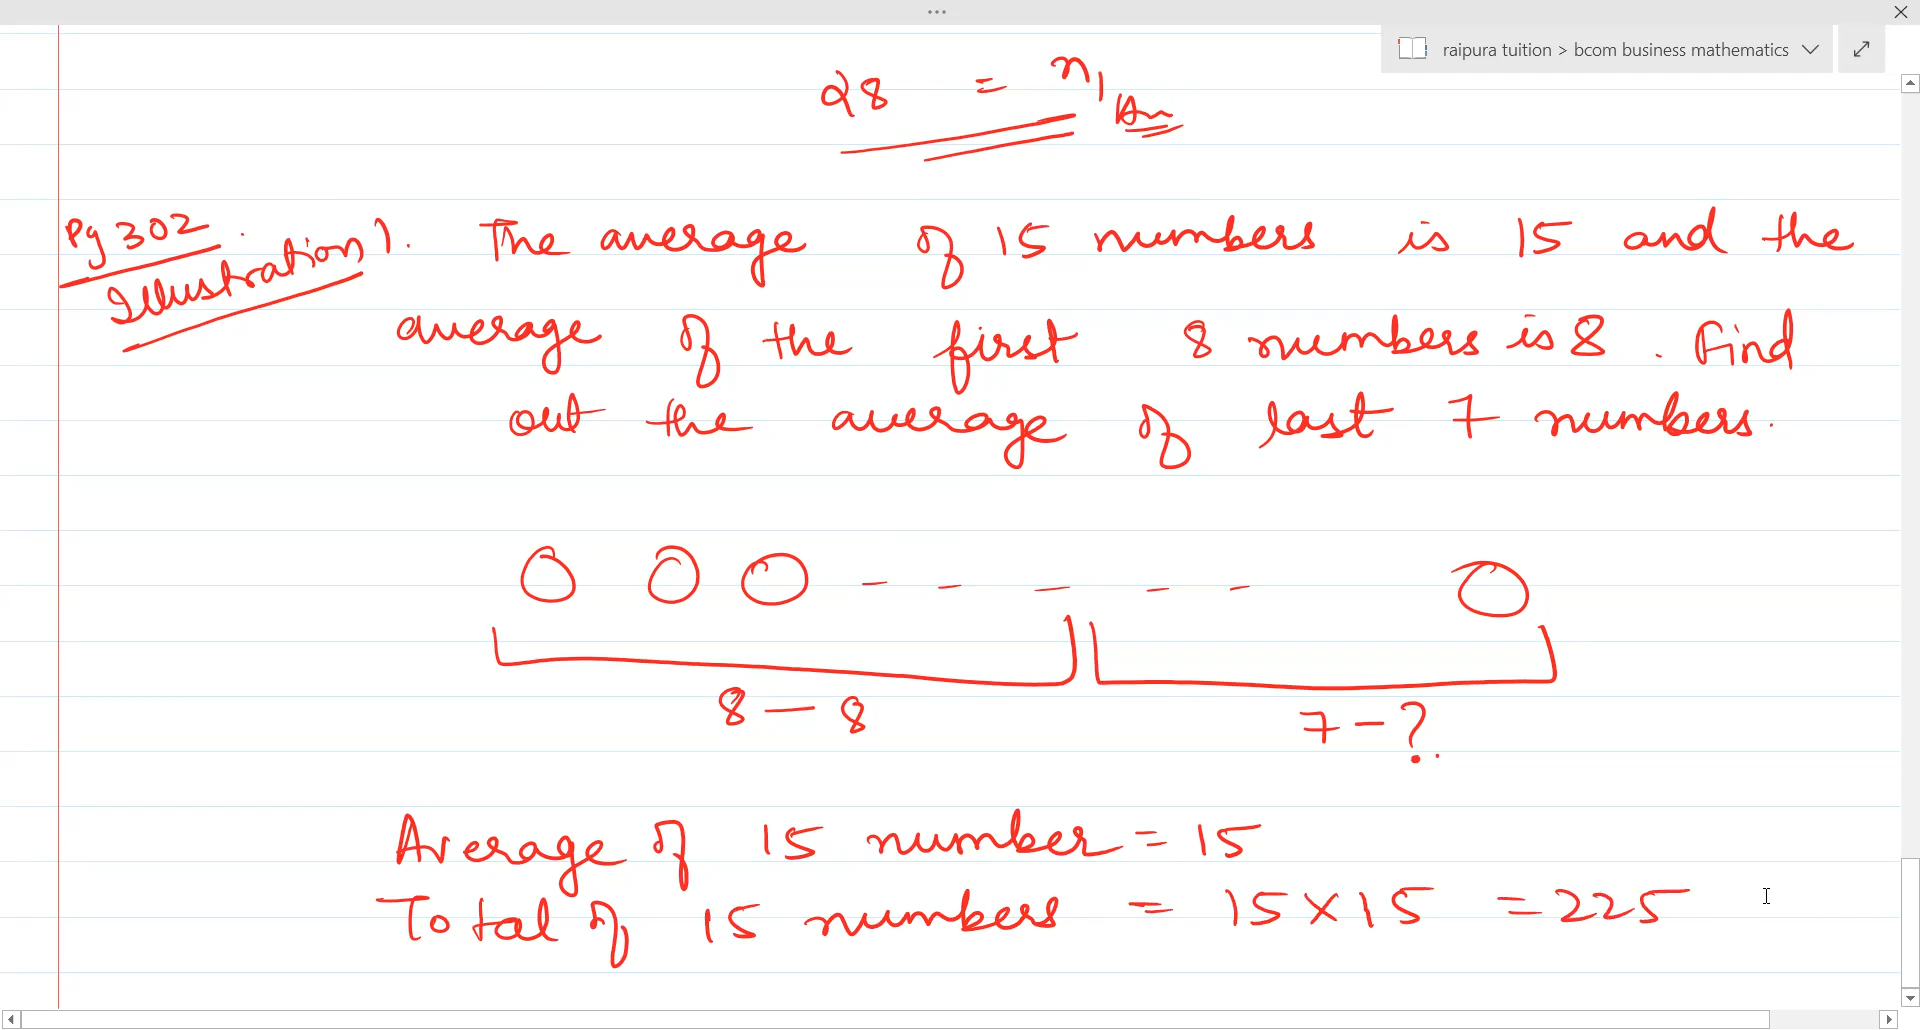 raipura tuition > bcom business mathematics
28 = n1 Ans
Pg 302
Illustration 1. The average of 15 numbers is 15 and the
average of the first 8 numbers is 8. Find
out the average of last 7 numbers.
8 – 8 7 – ?
Average of 15 number = 15
Total of 15 numbers = 15 × 15 = 225